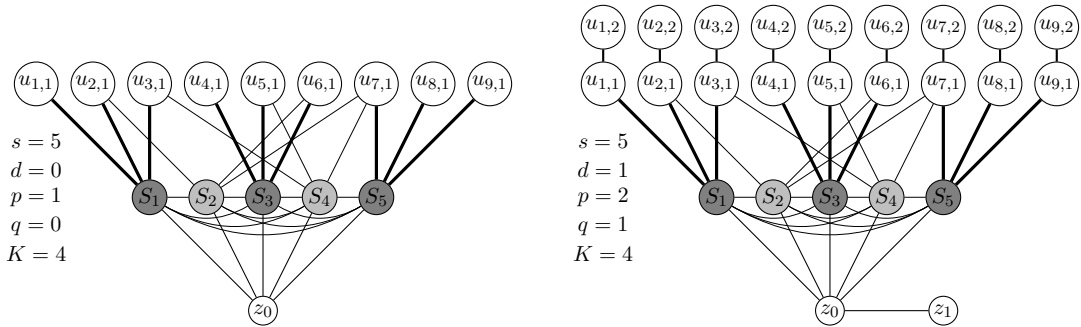 u1,2 u2,2 u3,2 u4,2 u5,2 u6,2 u7,2 u8,2 u9,2
u1,1 u2,1 u3,1 u4,1 u5,1 u6,1 u7,1 u8,1 u9,1
u1,1 u2,1 u3,1 u4,1 u5,1 u6,1 u7,1 u8,1 u9,1
s = 5
d = 0
p = 1
q = 0
K = 4
S1 S2 S3 S4 S5
z0
s = 5
d = 1
p = 2
q = 1
K = 4
S1 S2 S3 S4 S5
z0 z1